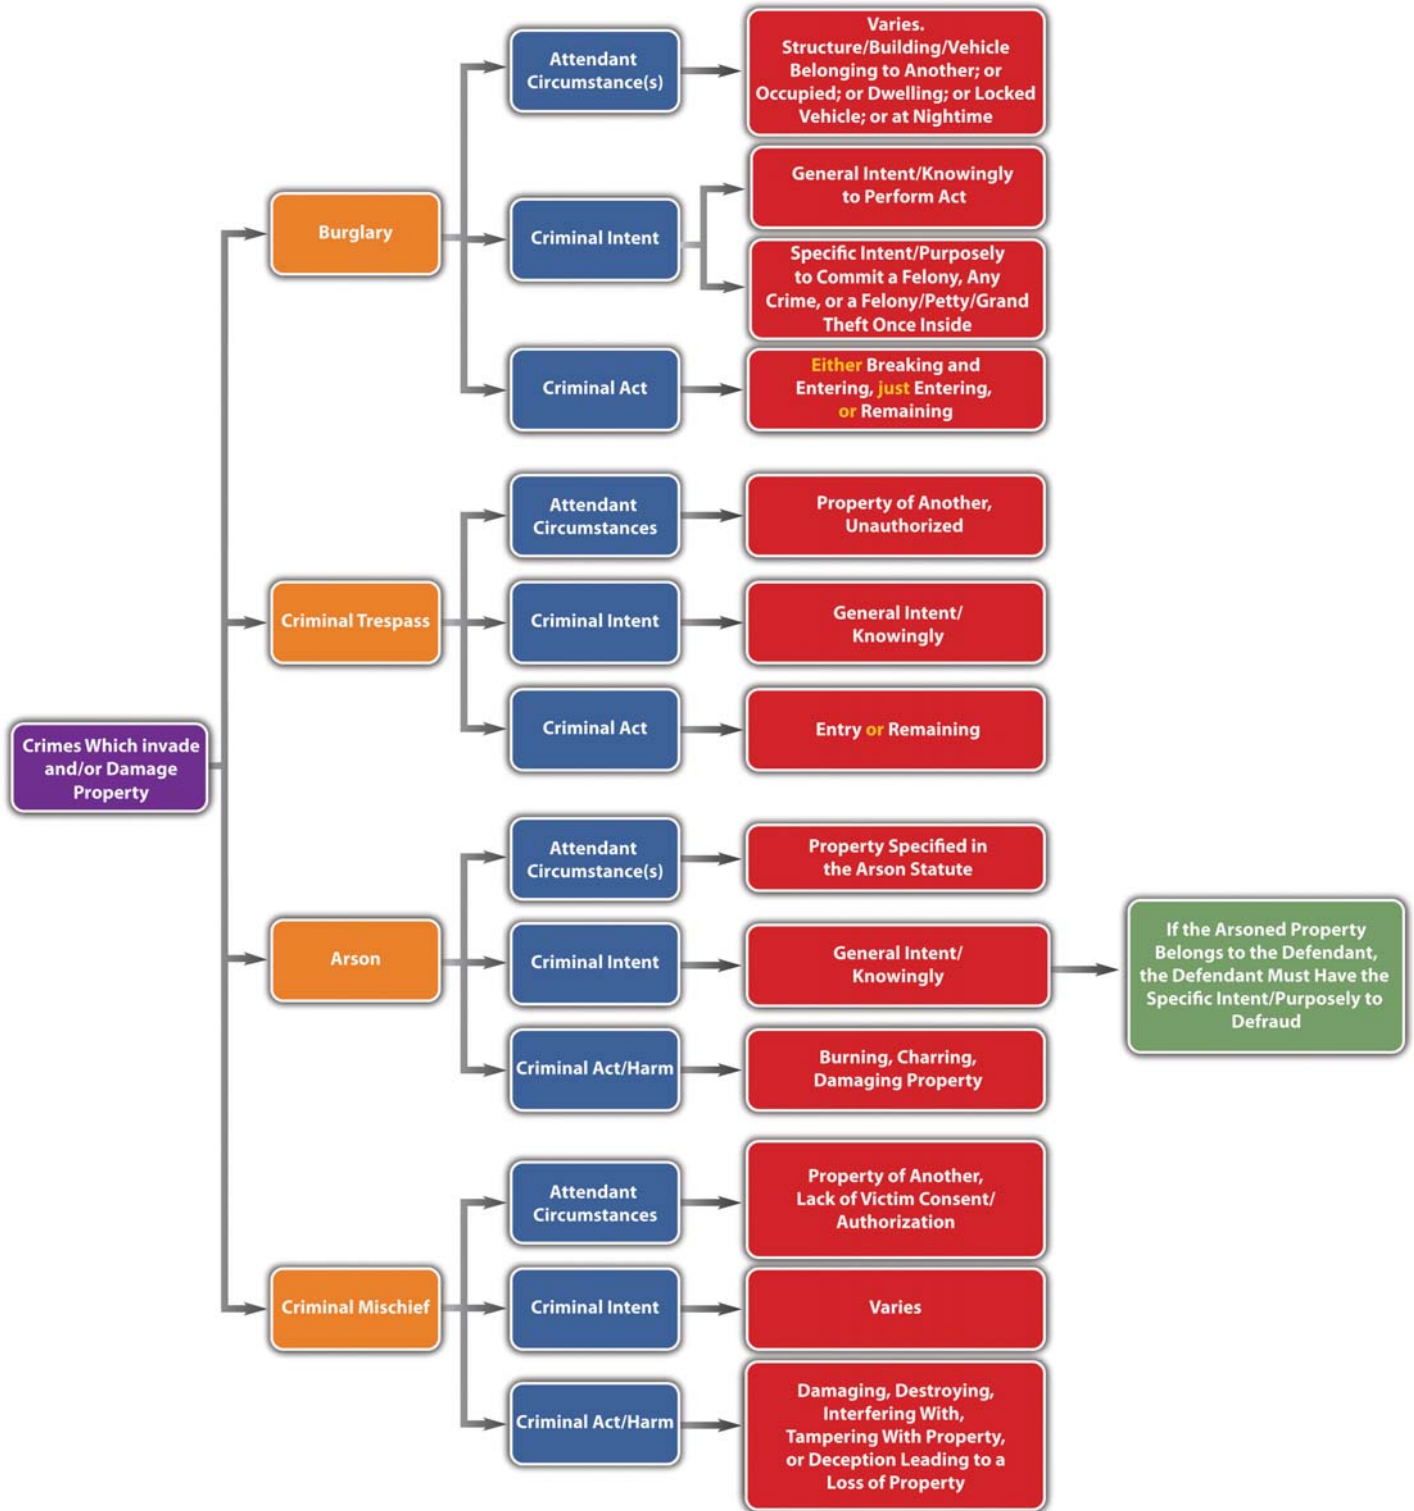 Crimes Which invade
and/or Damage
Property
Burglary
Attendant
Circumstance(s)
Varies.
Structure/Building/Vehicle
Belonging to Another; or
Occupied; or Dwelling; or Locked
Vehicle; or at Nightime
Criminal Intent
General Intent/Knowingly
to Perform Act
Specific Intent/Purposely
to Commit a Felony, Any
Crime, or a Felony/Petty/Grand
Theft Once Inside
Criminal Act
Either Breaking and
Entering, just Entering,
or Remaining
Criminal Trespass
Attendant
Circumstances
Property of Another,
Unauthorized
Criminal Intent
General Intent/
Knowingly
Criminal Act
Entry or Remaining
Arson
Attendant
Circumstance(s)
Property Specified in
the Arson Statute
Criminal Intent
General Intent/
Knowingly
If the Arsoned Property
Belongs to the Defendant,
the Defendant Must Have the
Specific Intent/Purposely to
Defraud
Criminal Act/Harm
Burning, Charring,
Damaging Property
Criminal Mischief
Attendant
Circumstances
Property of Another,
Lack of Victim Consent/
Authorization
Criminal Intent
Varies
Criminal Act/Harm
Damaging, Destroying,
Interfering With,
Tampering With Property,
or Deception Leading to a
Loss of Property